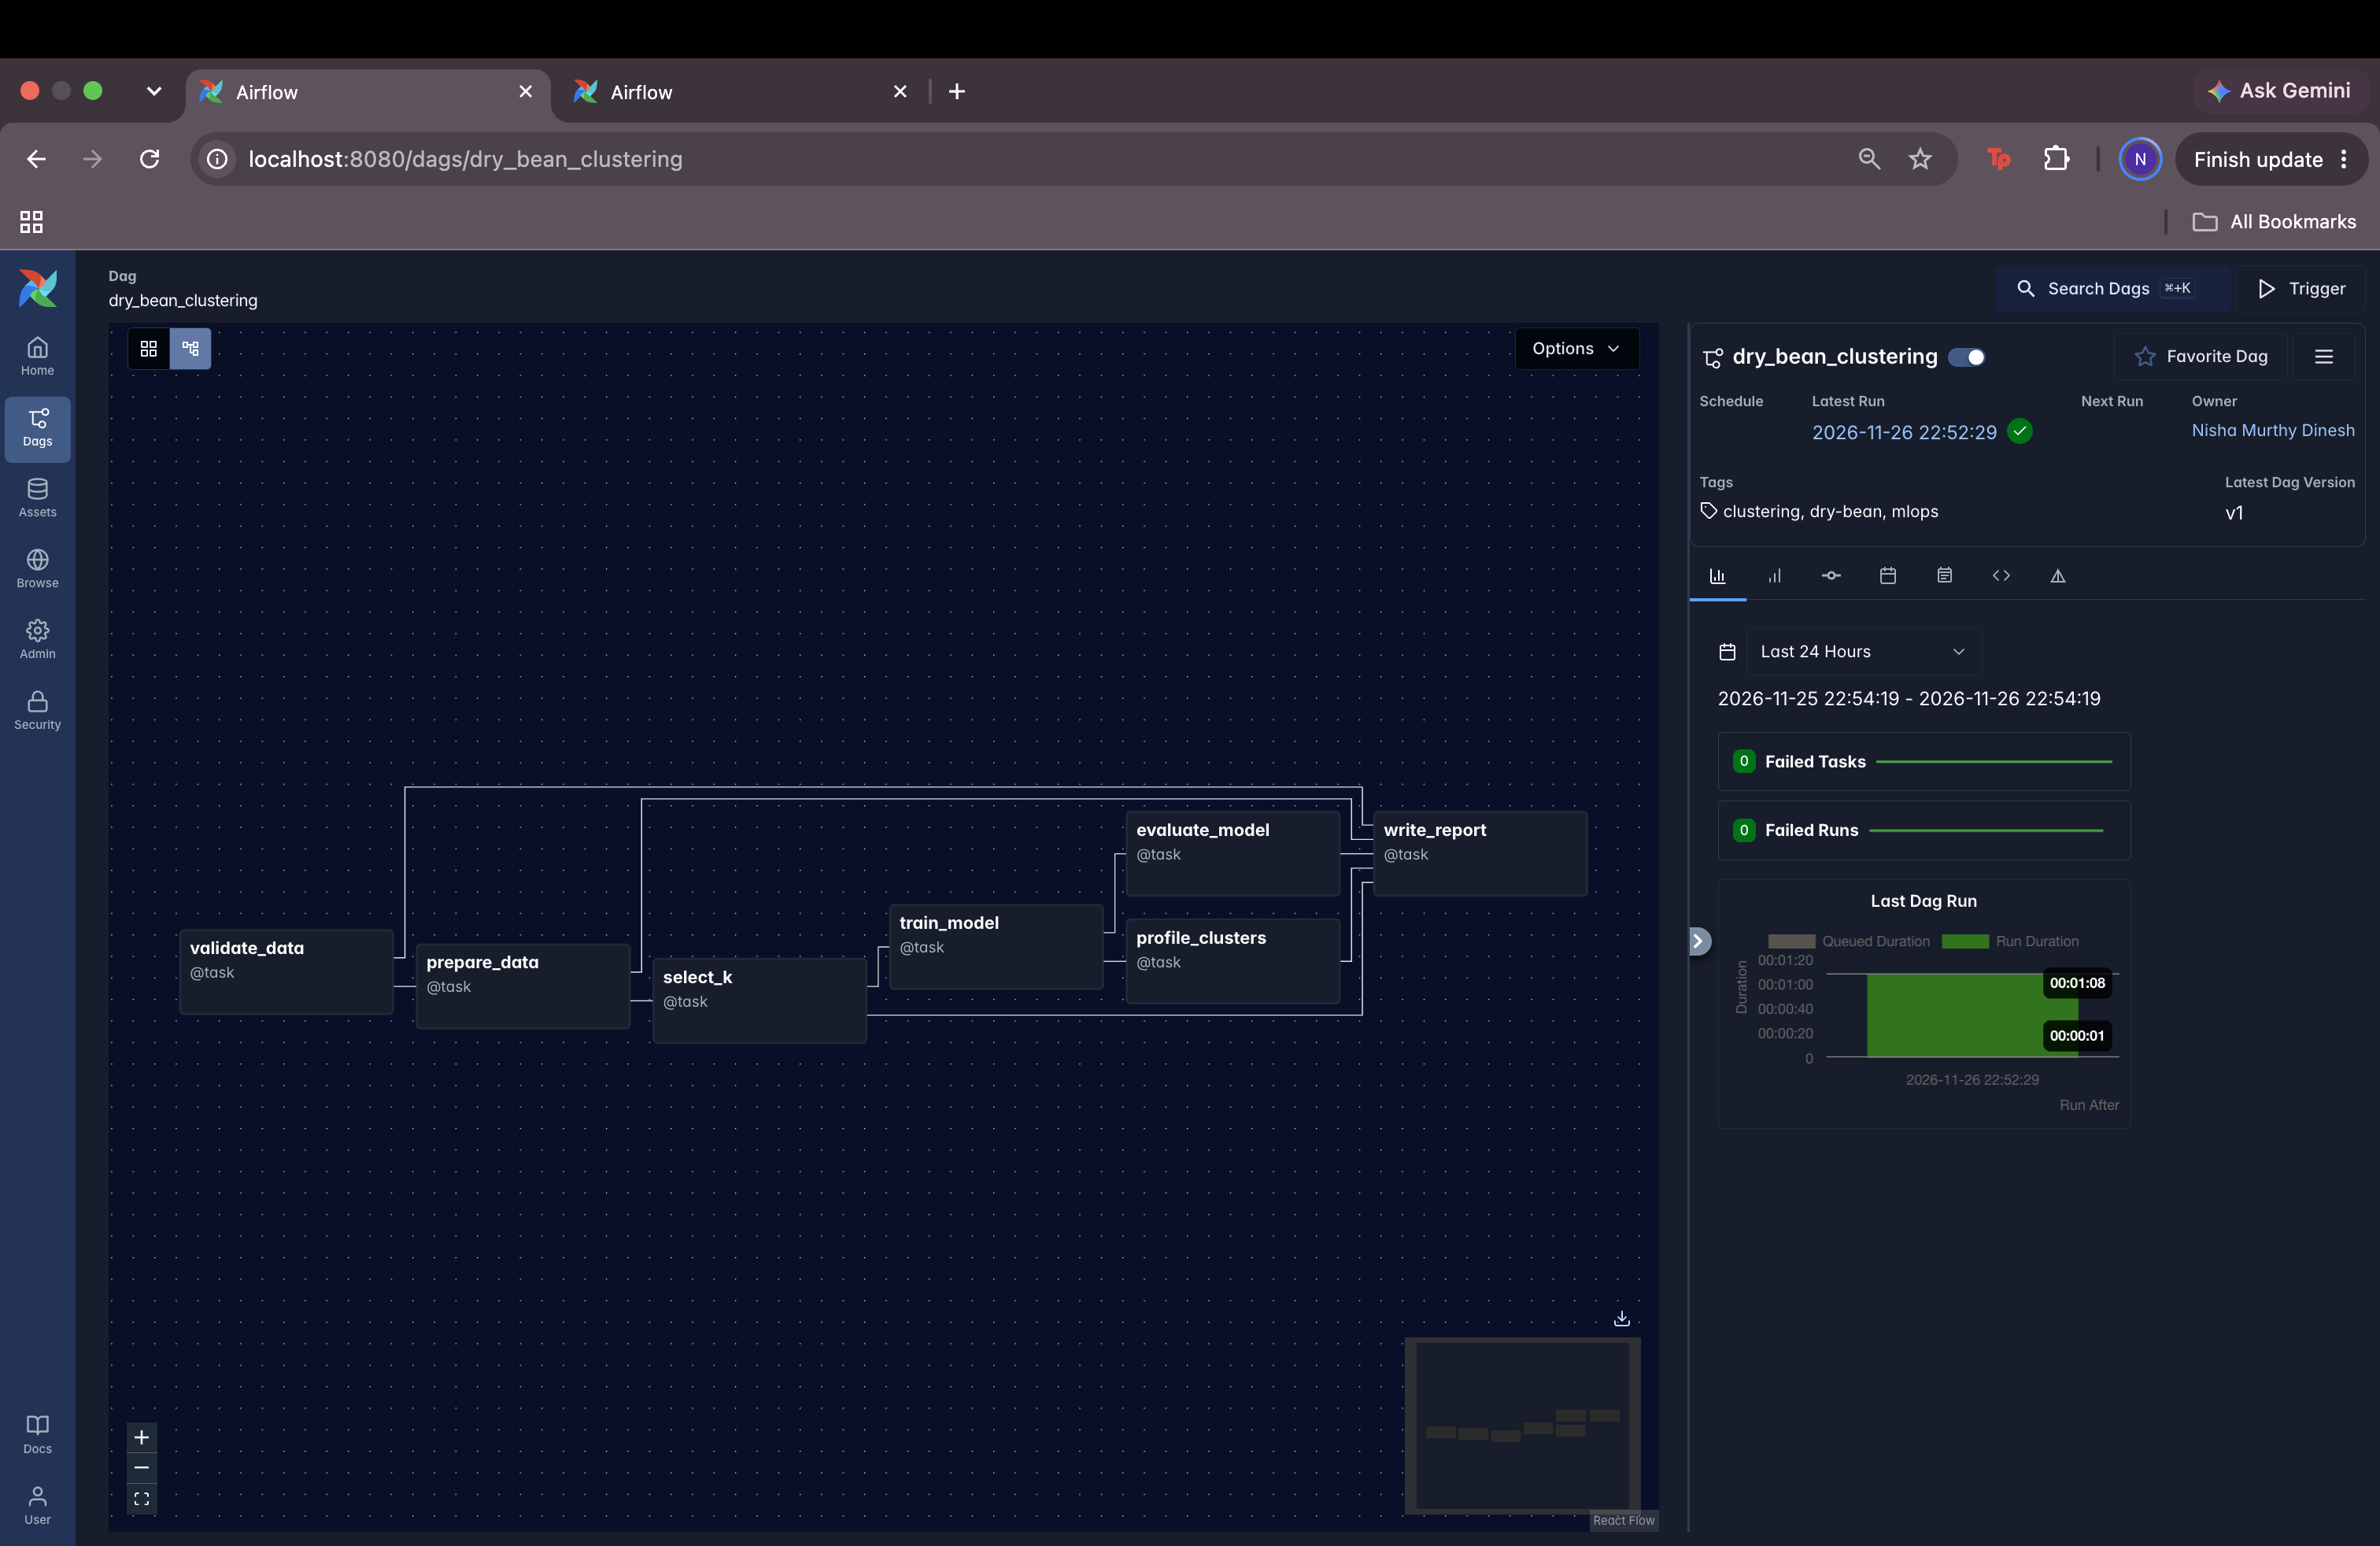 Airflow
Airflow
Ask Gemini
localhost:8080/dags/dry_bean_clustering
Tp
N
Finish update
All Bookmarks
Dag
dry_bean_clustering
Search Dags ⌘+K
Trigger
Home
Dags
Assets
Browse
Admin
Security
Docs
User
Options
validate_data
@task
prepare_data
@task
select_k
@task
train_model
@task
evaluate_model
@task
profile_clusters
@task
write_report
@task
React Flow
dry_bean_clustering
Favorite Dag
Schedule
Latest Run
Next Run
Owner
2026-11-26 22:52:29
Nisha Murthy Dinesh
Tags
Latest Dag Version
clustering, dry-bean, mlops
v1
Last 24 Hours
2026-11-25 22:54:19 - 2026-11-26 22:54:19
0 Failed Tasks
0 Failed Runs
Last Dag Run
Queued Duration
Run Duration
Duration
00:01:20
00:01:00
00:00:40
00:00:20
0
00:01:08
00:00:01
2026-11-26 22:52:29
Run After